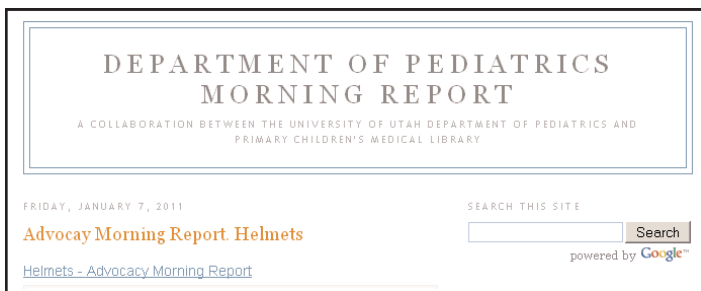 DEPARTMENT OF PEDIATRICS
MORNING REPORT
A COLLABORATION BETWEEN THE UNIVERSITY OF UTAH DEPARTMENT OF PEDIATRICS AND
PRIMARY CHILDREN'S MEDICAL LIBRARY
FRIDAY, JANUARY 7, 2011
Advocay Morning Report. Helmets
Helmets - Advocacy Morning Report
SEARCH THIS SITE
Search
powered by Google™